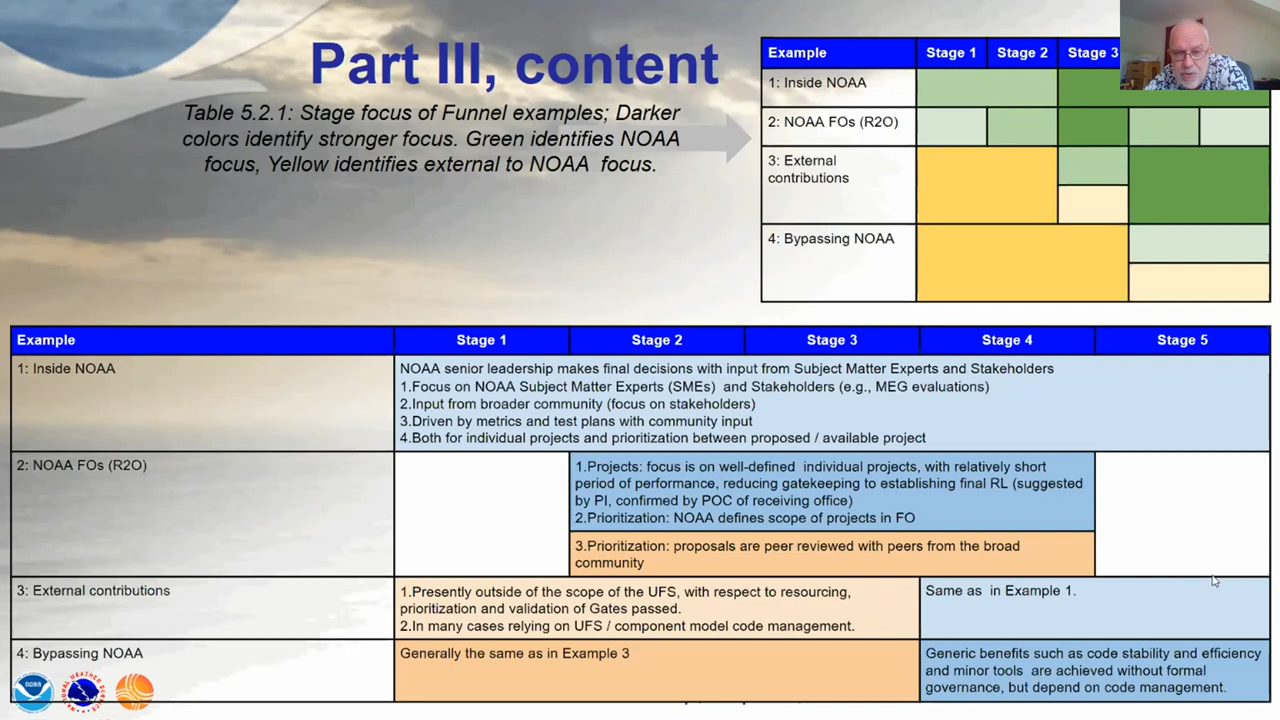 Part III, content
Table 5.2.1: Stage focus of Funnel examples; Darker
colors identify stronger focus. Green identifies NOAA
focus, Yellow identifies external to NOAA focus.
Example Stage 1 Stage 2 Stage 3
1: Inside NOAA
2: NOAA FOs (R2O)
3: External
contributions
4: Bypassing NOAA
Example Stage 1 Stage 2 Stage 3 Stage 4 Stage 5
1: Inside NOAA
NOAA senior leadership makes final decisions with input from Subject Matter Experts and Stakeholders
1.Focus on NOAA Subject Matter Experts (SMEs) and Stakeholders (e.g., MEG evaluations)
2.Input from broader community (focus on stakeholders)
3.Driven by metrics and test plans with community input
4.Both for individual projects and prioritization between proposed / available project
2: NOAA FOs (R2O)
1.Projects: focus is on well-defined individual projects, with relatively short
period of performance, reducing gatekeeping to establishing final RL (suggested
by PI, confirmed by POC of receiving office)
2.Prioritization: NOAA defines scope of projects in FO
3.Prioritization: proposals are peer reviewed with peers from the broad
community
3: External contributions
1.Presently outside of the scope of the UFS, with respect to resourcing,
prioritization and validation of Gates passed.
2.In many cases relying on UFS / component model code management.
Same as in Example 1.
4: Bypassing NOAA
Generally the same as in Example 3
Generic benefits such as code stability and efficiency
and minor tools are achieved without formal
governance, but depend on code management.
NOAA